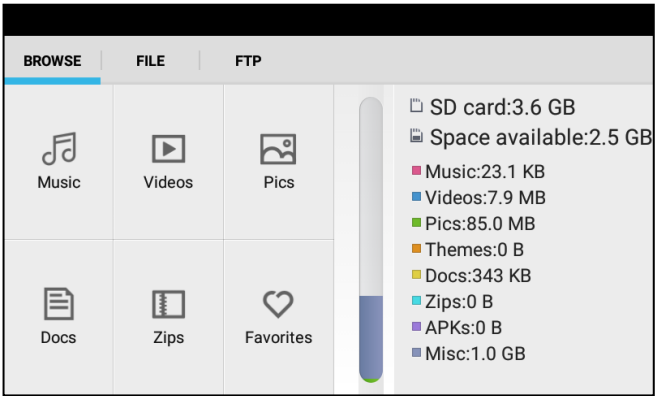 BROWSE FILE FTP
Music Videos Pics
Docs Zips Favorites
SD card:3.6 GB
Space available:2.5 GB
Music:23.1 KB
Videos:7.9 MB
Pics:85.0 MB
Themes:0 B
Docs:343 KB
Zips:0 B
APKs:0 B
Misc:1.0 GB